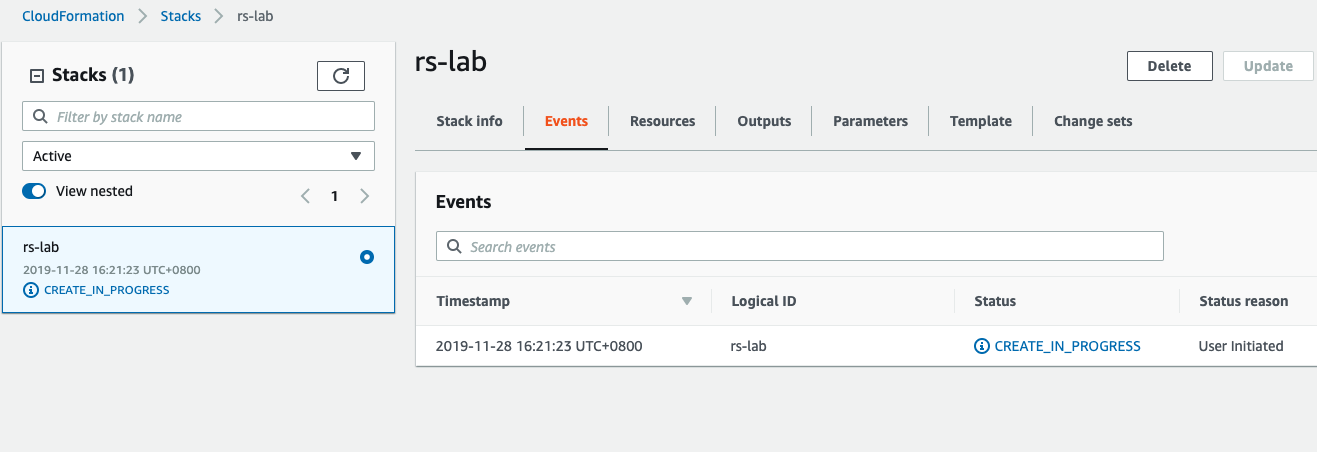 CloudFormation > Stacks > rs-lab
Stacks (1)
Filter by stack name
Active
View nested
< 1 >
rs-lab
2019-11-28 16:21:23 UTC+0800
CREATE_IN_PROGRESS
rs-lab
Delete Update
Stack info Events Resources Outputs Parameters Template Change sets
Events
Search events
Timestamp Logical ID Status Status reason
2019-11-28 16:21:23 UTC+0800 rs-lab CREATE_IN_PROGRESS User Initiated